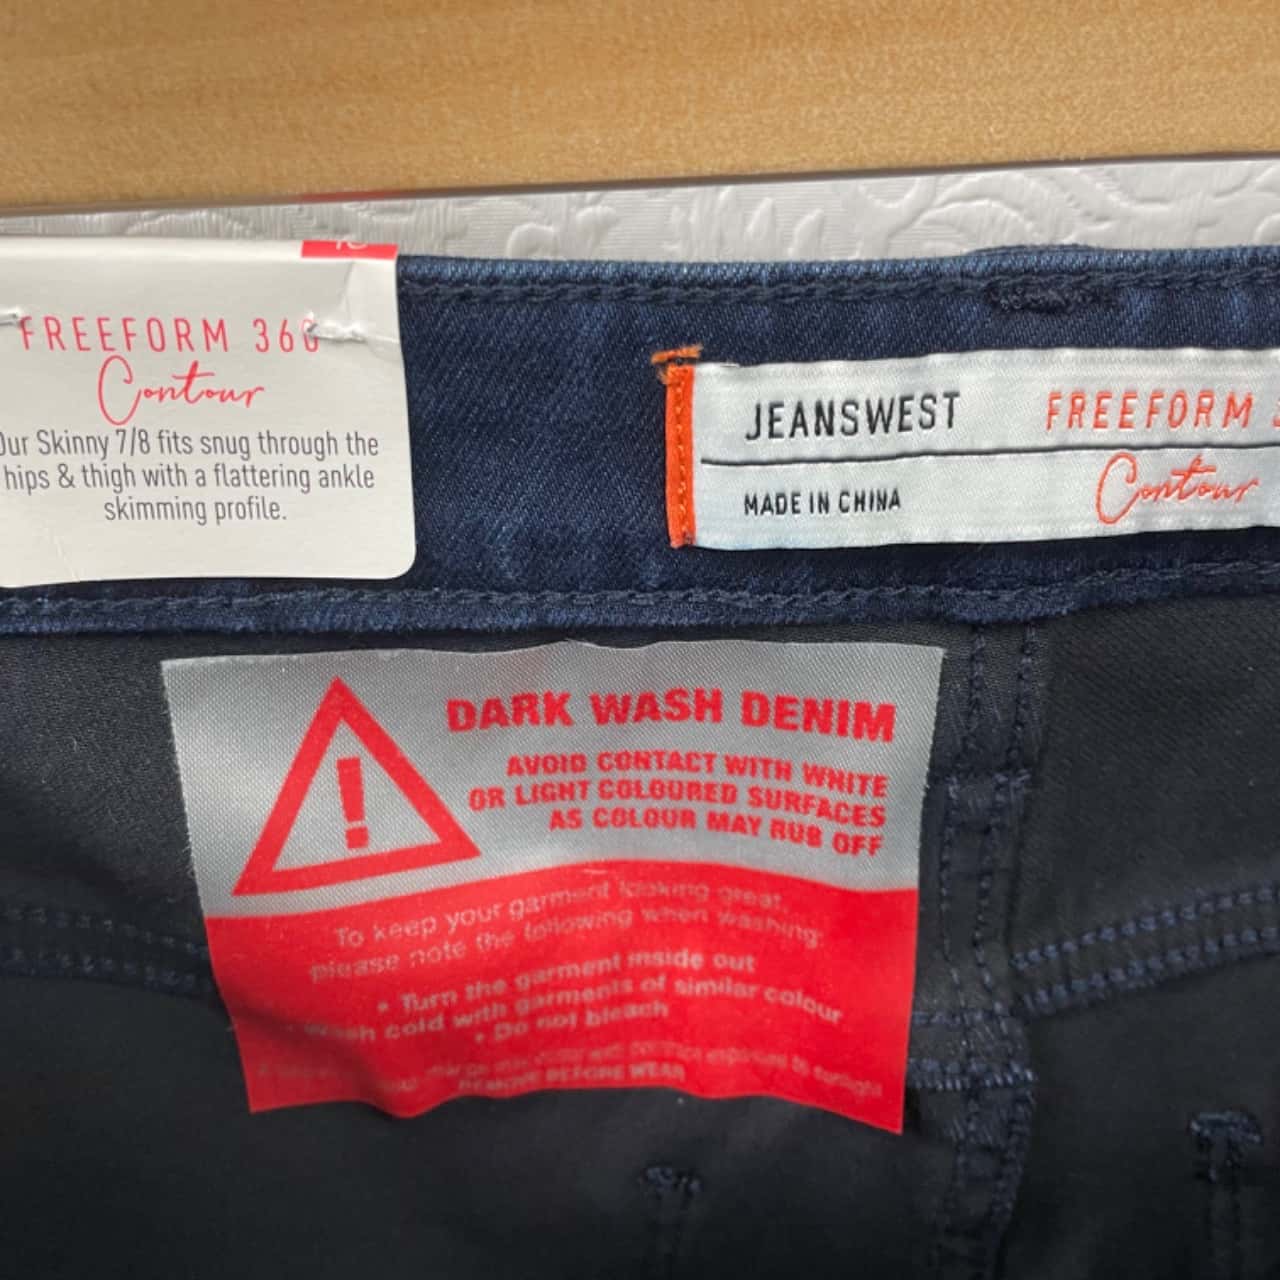 FREEFORM 360
Contour
Our Skinny 7/8 fits snug through the
hips & thigh with a flattering ankle
skimming profile.
JEANSWEST
FREEFORM
Contour
MADE IN CHINA
DARK WASH DENIM
AVOID CONTACT WITH WHITE
OR LIGHT COLOURED SURFACES
AS COLOUR MAY RUB OFF
To keep your garment looking great,
please note the following when washing:
• Turn the garment inside out
Wash cold with garments of similar colour
• Do not bleach
exposure to sunlight
REMOVE BEFORE WEAR